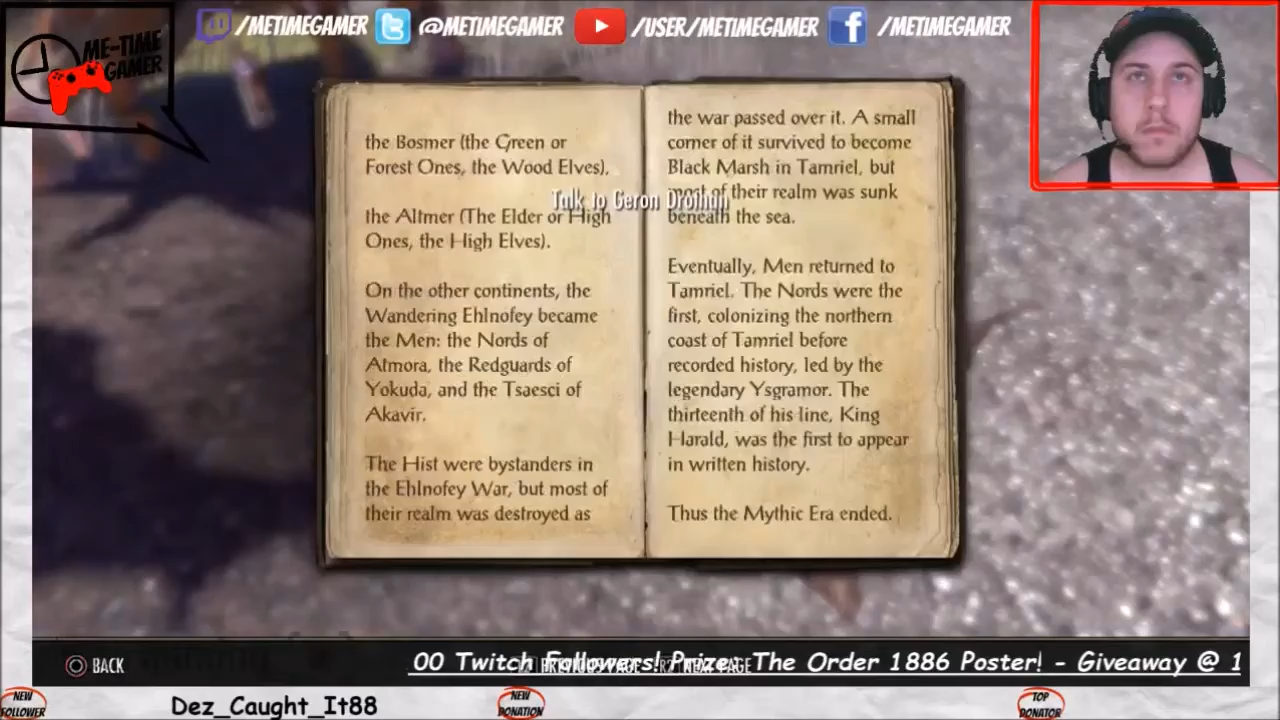 /METIMEGAMER @METIMEGAMER /USER/METIMEGAMER /METIMEGAMER
ME-TIME
GAMER
the Bosmer (the Green or
Forest Ones, the Wood Elves).
the Altmer (The Elder or High
Ones, the High Elves).
On the other continents, the
Wandering Ehlnofey became
the Men: the Nords of
Atmora, the Redguards of
Yokuda, and the Tsaesci of
Akavir.
The Hist were bystanders in
the Ehlnofey War, but most of
their realm was destroyed as
the war passed over it. A small
corner of it survived to become
Black Marsh in Tamriel, but
most of their realm was sunk
beneath the sea.
Eventually, Men returned to
Tamriel. The Nords were the
first, colonizing the northern
coast of Tamriel before
recorded history, led by the
legendary Ysgramor. The
thirteenth of his line, King
Harald, was the first to appear
in written history.
Thus the Mythic Era ended.
Talk to Geron
BACK
PREVIOUS PAGE R2 NEXT PAGE
00 Twitch Followers! Prize: The Order 1886 Poster! - Giveaway @ 1
NEW
FOLLOWER
Dez_Caught_It88
NEW
DONATION
TOP
DONATOR